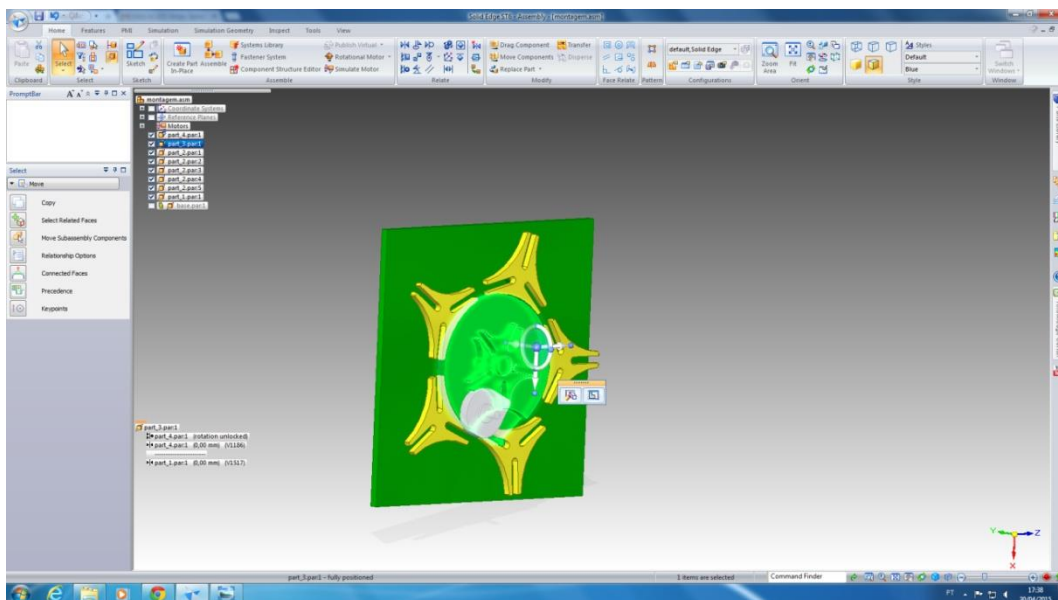 Solid Edge ST6 - Assembly - [montagem.asm]
Home Features PMI Simulation Simulation Geometry Inspect Tools View
Paste
Clipboard
Select
Select
Sketch
Sketch
Create Part In-Place
Assemble
Systems Library
Fastener System
Component Structure Editor
Publish Virtual
Rotational Motor
Simulate Motor
Assemble
Relate
Drag Component
Move Components
Replace Part
Transfer
Disperse
Modify
Face Relate
Pattern
default,Solid Edge
Configurations
Zoom Area
Fit
Orient
Styles
Default
Blue
Style
Switch Windows
Window
PromptBar
montagem.asm
Coordinate Systems
Reference Planes
Motors
part_4.par:1
part_3.par:1
part_2.par:1
part_2.par:2
part_2.par:3
part_2.par:4
part_2.par:5
part_1.par:1
base.par:1
Select
Move
Copy
Select Related Faces
Move Subassembly Components
Relationship Options
Connected Faces
Precedence
Keypoints
part_3.par:1
part_4.par:1 (rotation unlocked)
part_4.par:1 (0,00 mm) (V1186)
part_1.par:1 (0,00 mm) (V1517)
Y Z
X
part_3.par:1 - fully positioned
1 items are selected
Command Finder
PT
17:38
30/04/2015